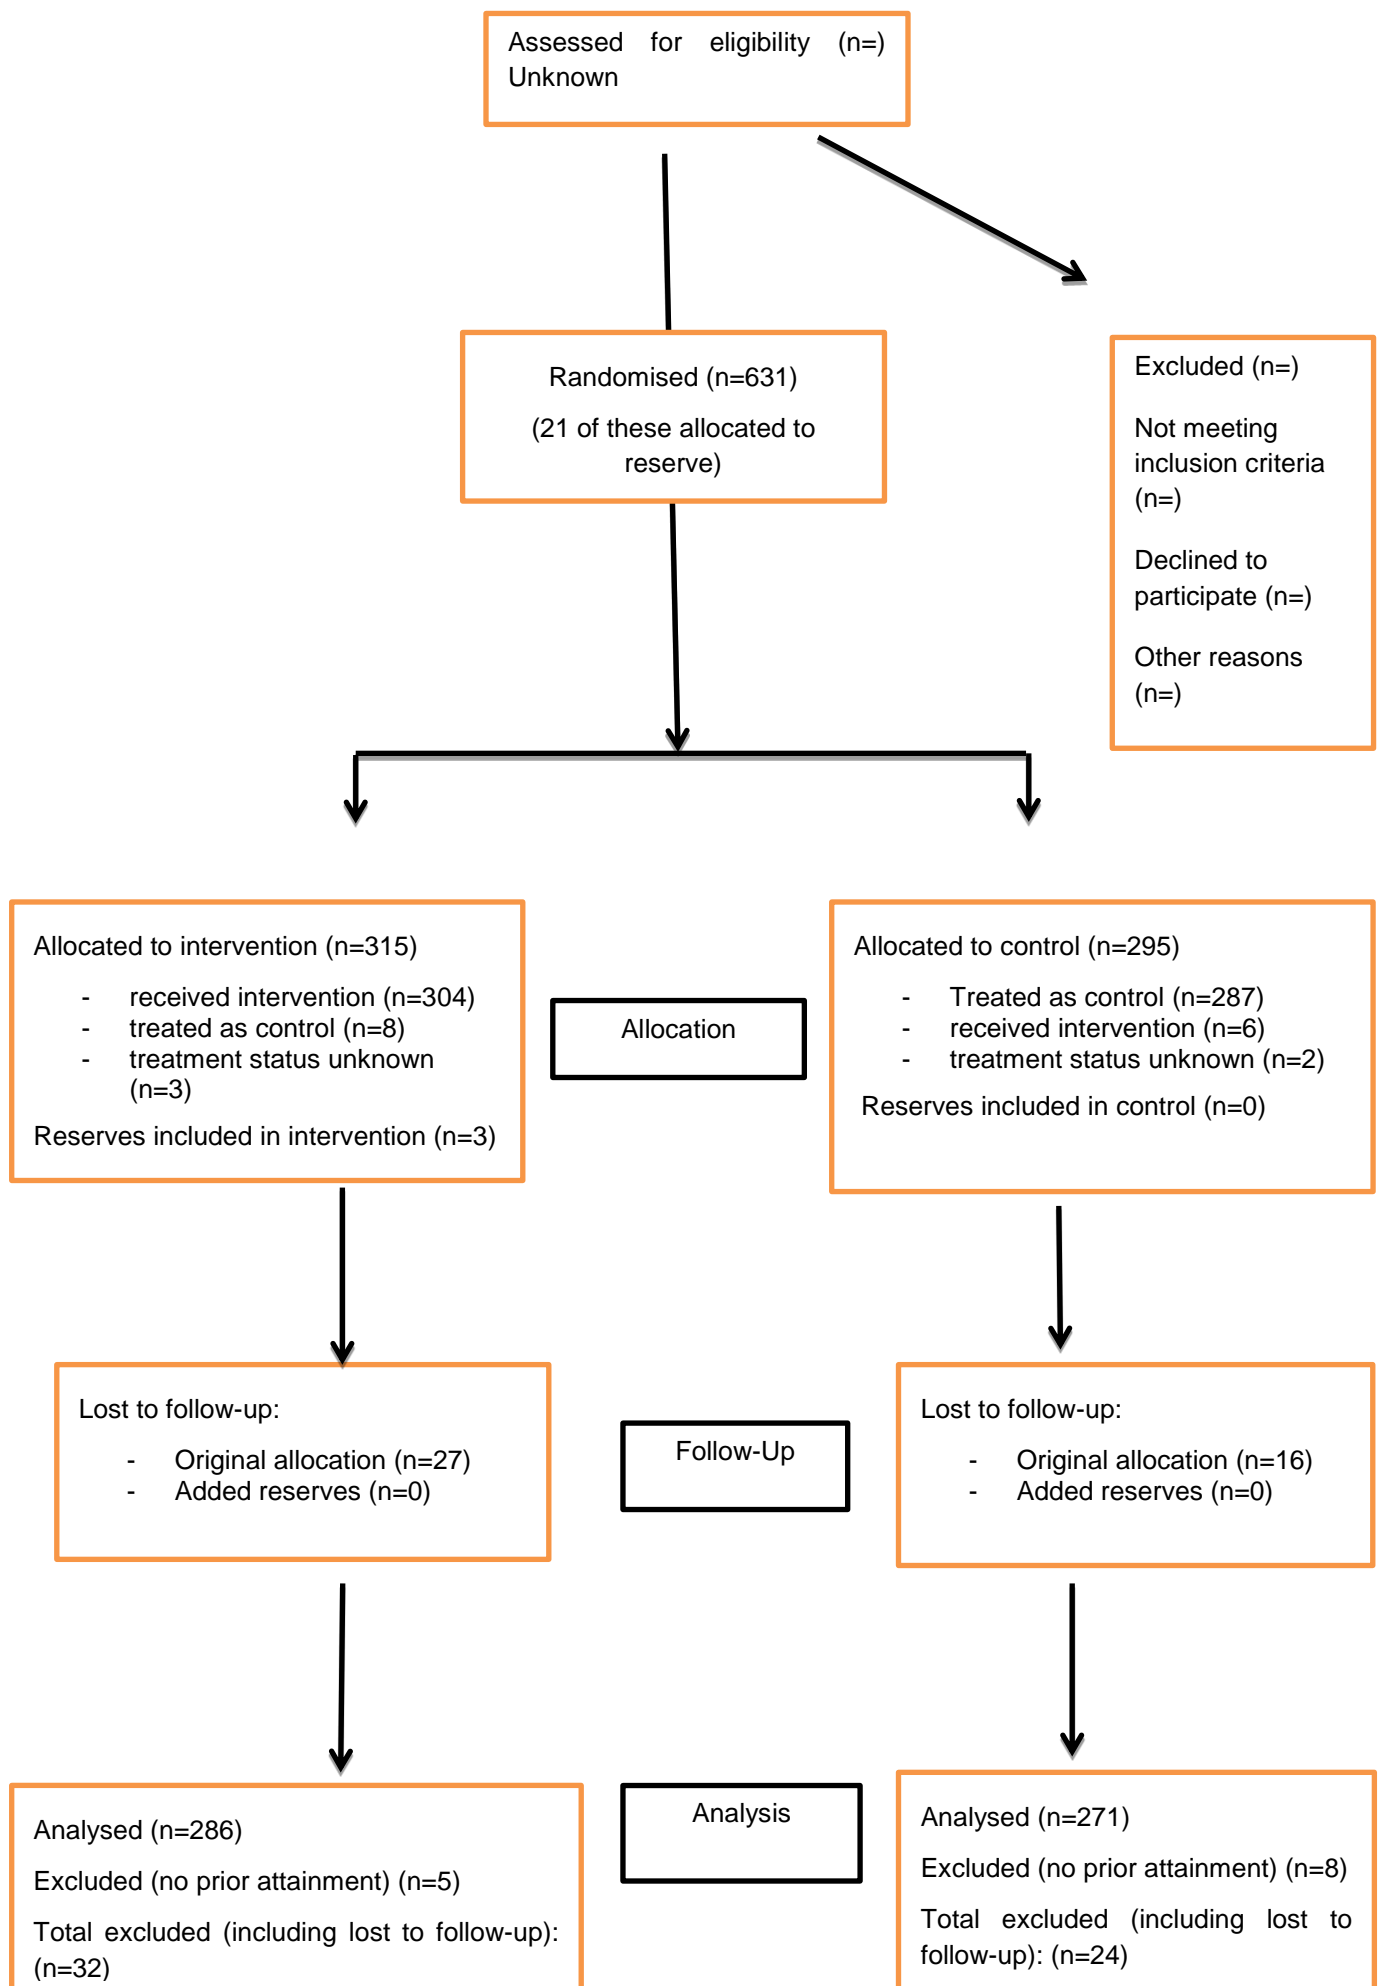 Assessed for eligibility (n=)
Unknown
Randomised (n=631)
(21 of these allocated to
reserve)
Excluded (n=)
Not meeting
inclusion criteria
(n=)
Declined to
participate (n=)
Other reasons
(n=)
Allocated to intervention (n=315)
- received intervention (n=304)
- treated as control (n=8)
- treatment status unknown
(n=3)
Reserves included in intervention (n=3)
Allocation
Allocated to control (n=295)
- Treated as control (n=287)
- received intervention (n=6)
- treatment status unknown (n=2)
Reserves included in control (n=0)
Lost to follow-up:
- Original allocation (n=27)
- Added reserves (n=0)
Follow-Up
Lost to follow-up:
- Original allocation (n=16)
- Added reserves (n=0)
Analysed (n=286)
Excluded (no prior attainment) (n=5)
Total excluded (including lost to follow-up):
(n=32)
Analysis
Analysed (n=271)
Excluded (no prior attainment) (n=8)
Total excluded (including lost to
follow-up): (n=24)